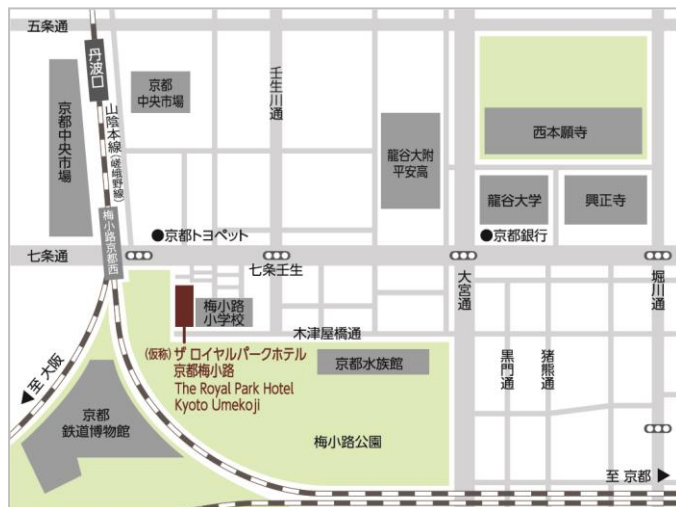 五条通
丹波口
京都
中央市場
京都中央市場
山陰本線(嵯峨野線)
壬生川通
龍谷大附
平安高
西本願寺
龍谷大学
興正寺
●京都トヨペット
●京都銀行
七条通
梅小路京都西
七条壬生
大宮通
堀川通
梅小路
小学校
木津屋橋通
(仮称) ザ ロイヤルパークホテル
京都梅小路
The Royal Park Hotel
Kyoto Umekoji
京都水族館
黒門通
猪熊通
◀至 大阪
京都
鉄道博物館
梅小路公園
至 京都 ▶